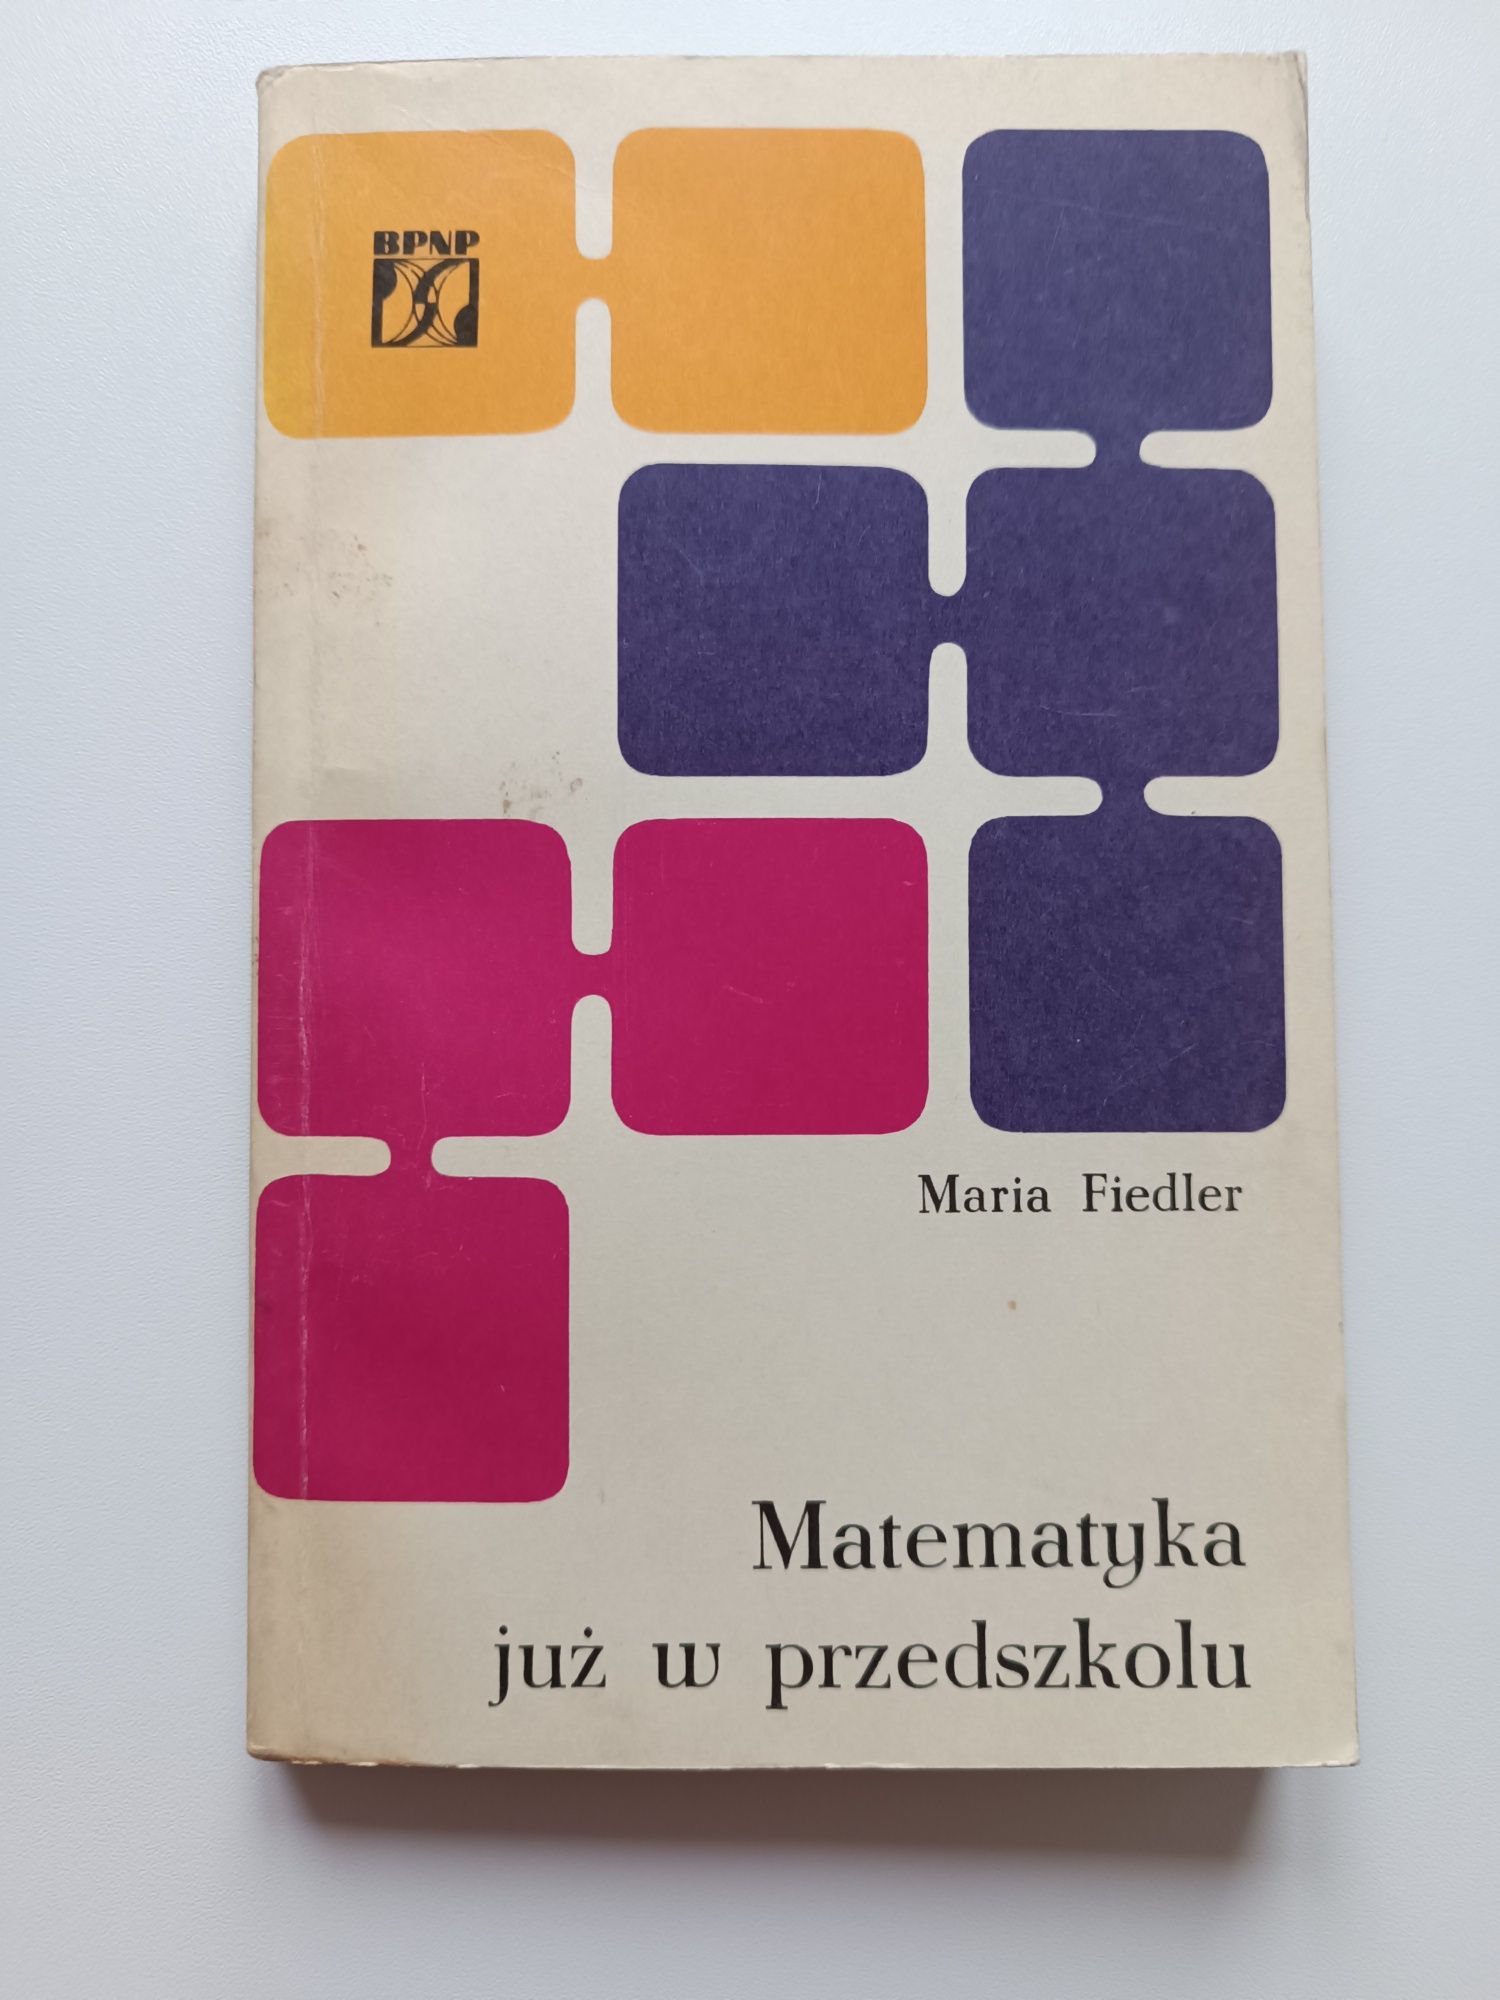 BPNP
Maria Fiedler
Matematyka
już w przedszkolu